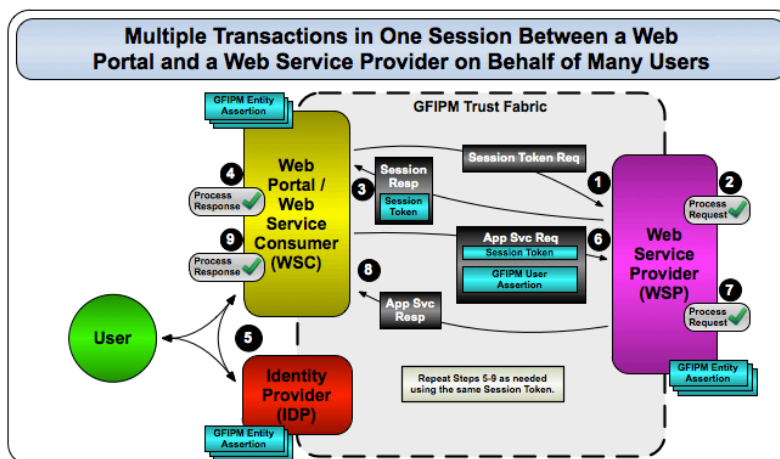 Multiple Transactions in One Session Between a Web
Portal and a Web Service Provider on Behalf of Many Users
GFIPM Entity
Assertion
GFIPM Trust Fabric
Web
Portal /
Web
Service
Consumer
(WSC)
4
Process
Response
9
Process
Response
3
Session
Resp
Session
Token
Session Token Req
1
2
Process
Request
App Svc Req
Session Token
GFIPM User
Assertion
6
Web
Service
Provider
(WSP)
8
App Svc
Resp
7
Process
Request
User
5
Identity
Provider
(IDP)
Repeat Steps 5-9 as needed
using the same Session Token.
GFIPM Entity
Assertion
GFIPM Entity
Assertion